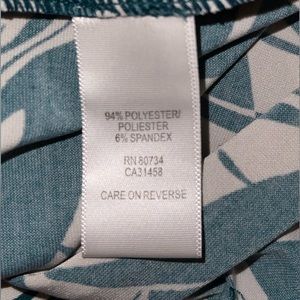 94% POLYESTER/
POLIESTER
6% SPANDEX
RN 80734
CA31458
CARE ON REVERSE